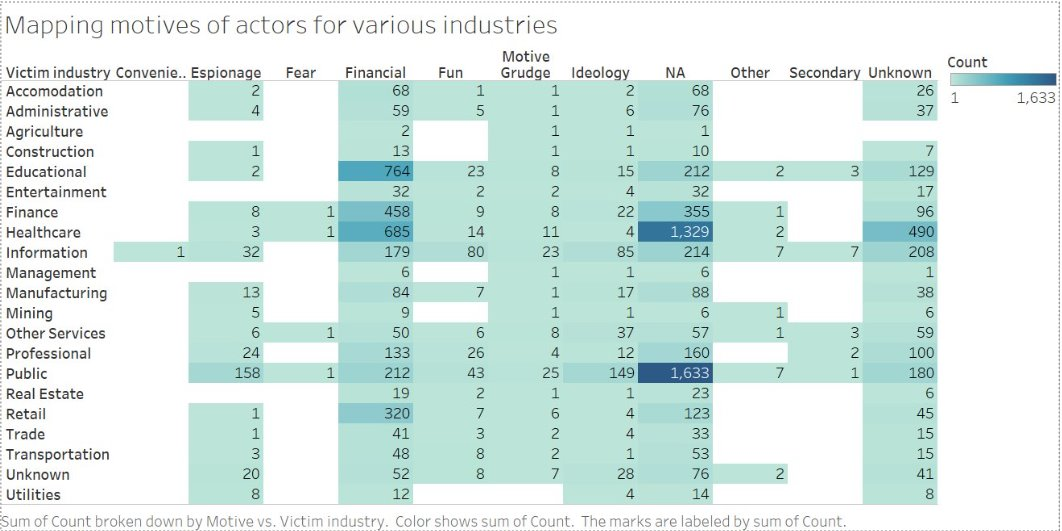 Mapping motives of actors for various industries
Motive
Victim industry Convenie.. Espionage Fear Financial Fun Grudge Ideology NA Other Secondary Unknown
Accomodation 2 68 1 1 2 68 26
Administrative 4 59 5 1 6 76 37
Agriculture 2 1 1 1
Construction 1 13 1 1 10 7
Educational 2 764 23 8 15 212 2 3 129
Entertainment 32 2 2 4 32 17
Finance 8 1 458 9 8 22 355 1 96
Healthcare 3 1 685 14 11 4 1,329 2 490
Information 1 32 179 80 23 85 214 7 7 208
Management 6 1 1 6 1
Manufacturing 13 84 7 1 17 88 38
Mining 5 9 1 1 6 1 6
Other Services 6 1 50 6 8 37 57 1 3 59
Professional 24 133 26 4 12 160 2 100
Public 158 1 212 43 25 149 1,633 7 1 180
Real Estate 19 2 1 1 23 6
Retail 1 320 7 6 4 123 45
Trade 1 41 3 2 4 33 15
Transportation 3 48 8 2 1 53 15
Unknown 20 52 8 7 28 76 2 41
Utilities 8 12 4 14 8
Count
1 1,633
Sum of Count broken down by Motive vs. Victim industry. Color shows sum of Count. The marks are labeled by sum of Count.